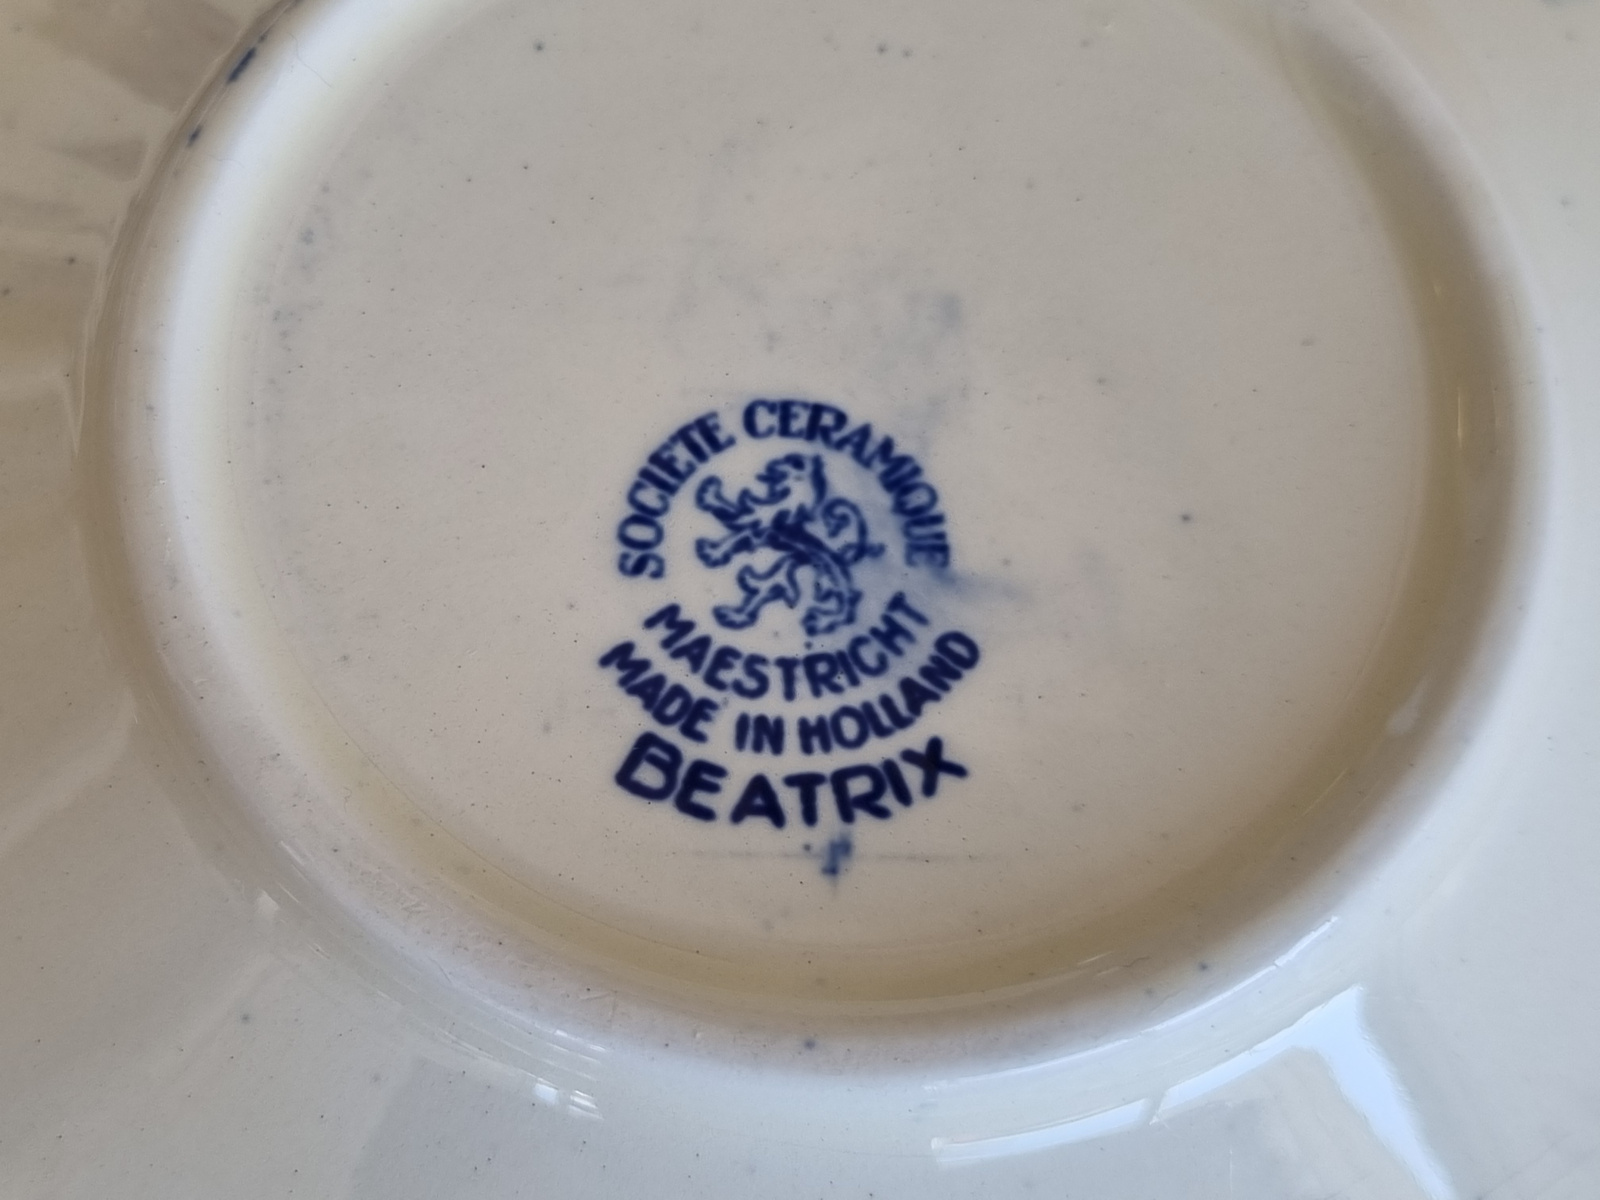 SOCIETE CERAMIQUE
MAESTRICHT
MADE IN HOLLAND
BEATRIX